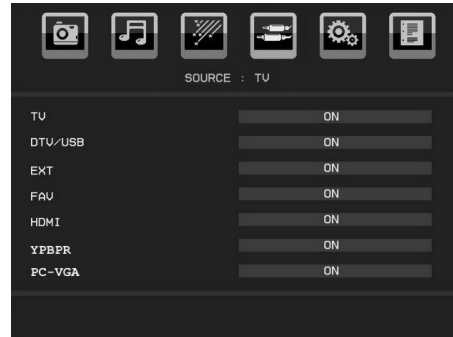 SOURCE : TV
TV ON
DTV/USB ON
EXT ON
FAV ON
HDMI ON
YPBPR ON
PC-VGA ON